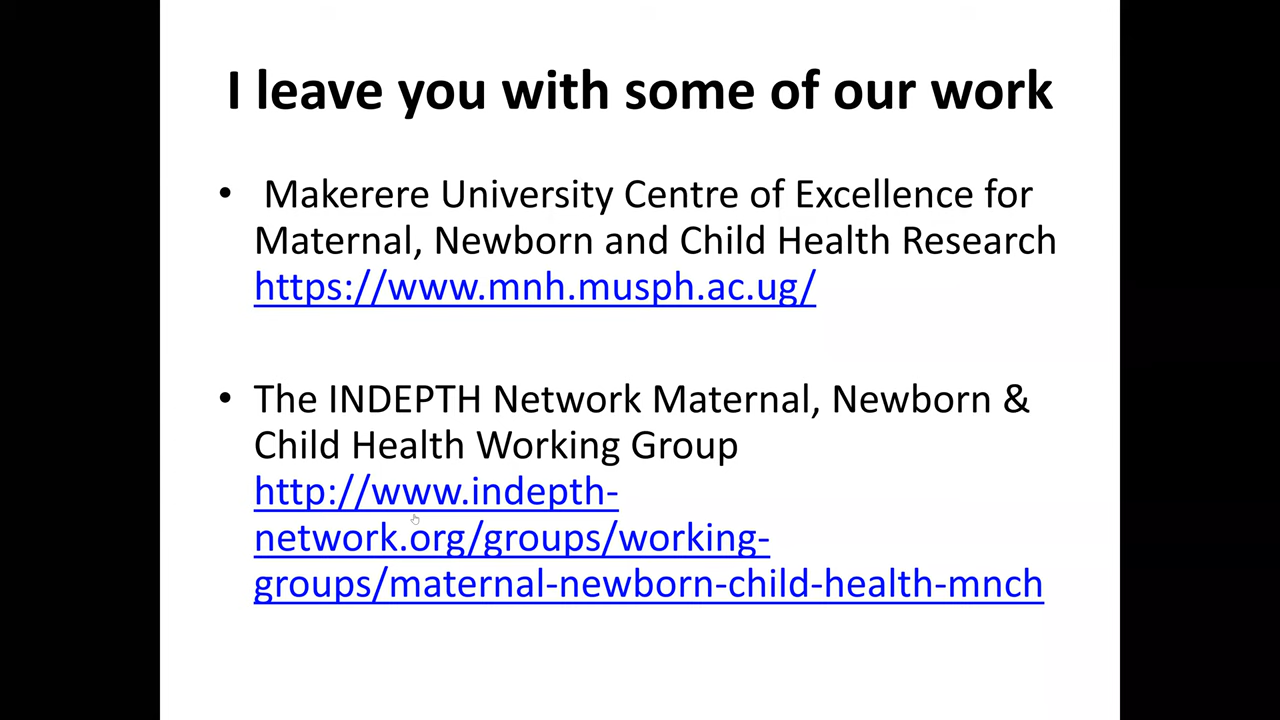 I leave you with some of our work
• Makerere University Centre of Excellence for
Maternal, Newborn and Child Health Research
https://www.mnh.musph.ac.ug/
• The INDEPTH Network Maternal, Newborn &
Child Health Working Group
http://www.indepth-
network.org/groups/working-
groups/maternal-newborn-child-health-mnch